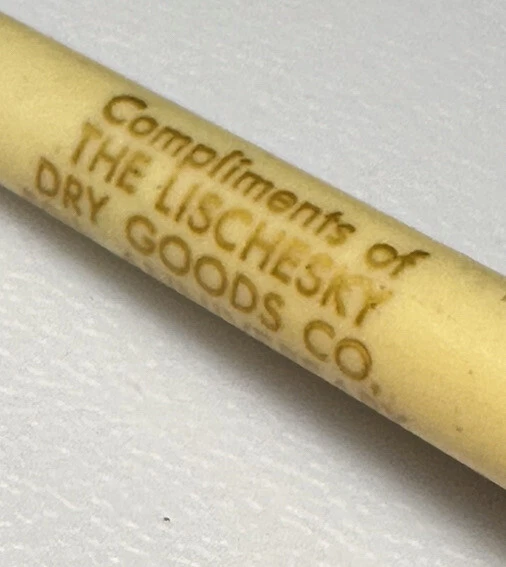 Compliments of
THE LISCHESKY
DRY GOODS CO.